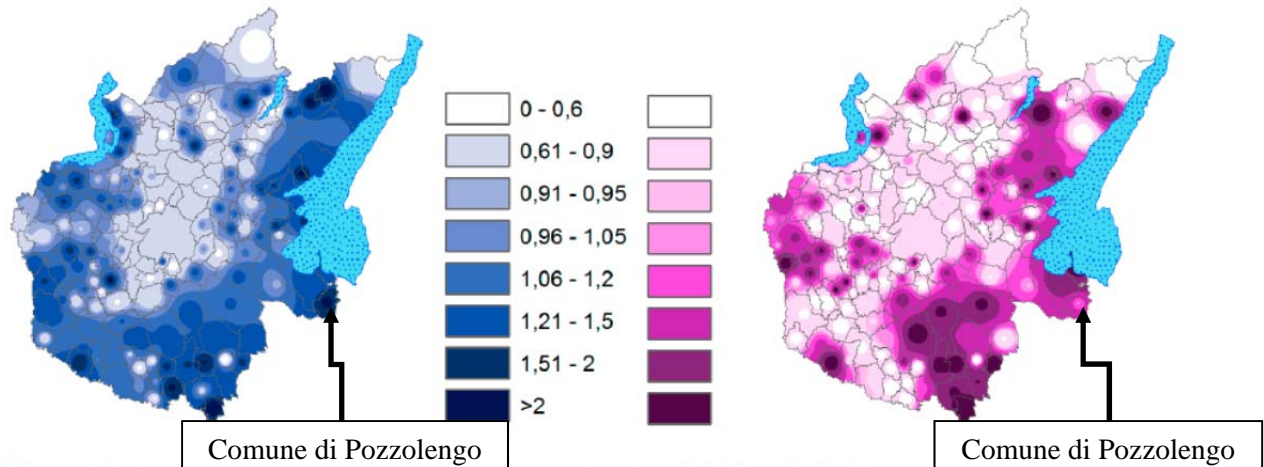 0 - 0,6
0,61 - 0,9
0,91 - 0,95
0,96 - 1,05
1,06 - 1,2
1,21 - 1,5
1,51 - 2
>2
Comune di Pozzolengo
Comune di Pozzolengo